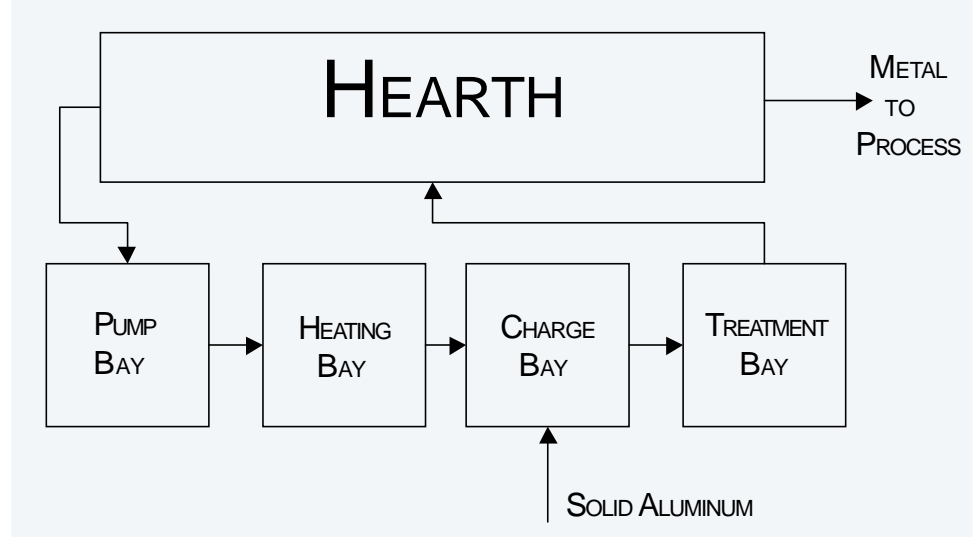 HEARTH
METAL
TO
PROCESS
PUMP
BAY
HEATING
BAY
CHARGE
BAY
TREATMENT
BAY
SOLID ALUMINUM